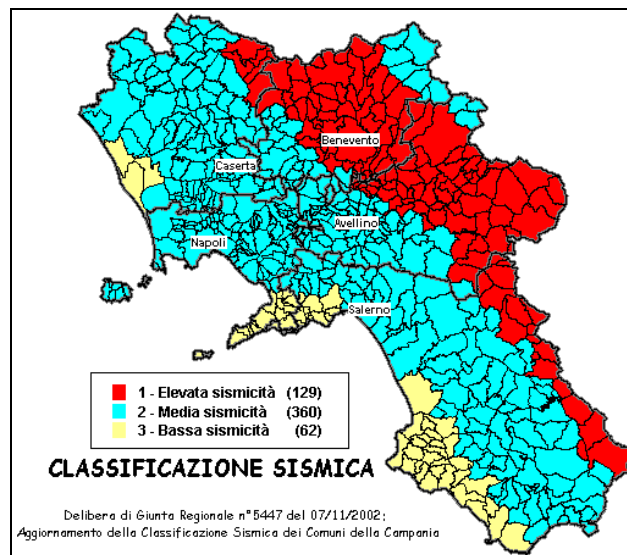 Benevento
Caserta
Avellino
Napoli
Salerno
1 - Elevata sismicità (129)
2 - Media sismicità (360)
3 - Bassa sismicità (62)
CLASSIFICAZIONE SISMICA
Delibera di Giunta Regionale n°5447 del 07/11/2002;
Aggiornamento della Classificazione Sismica dei Comuni della Campania